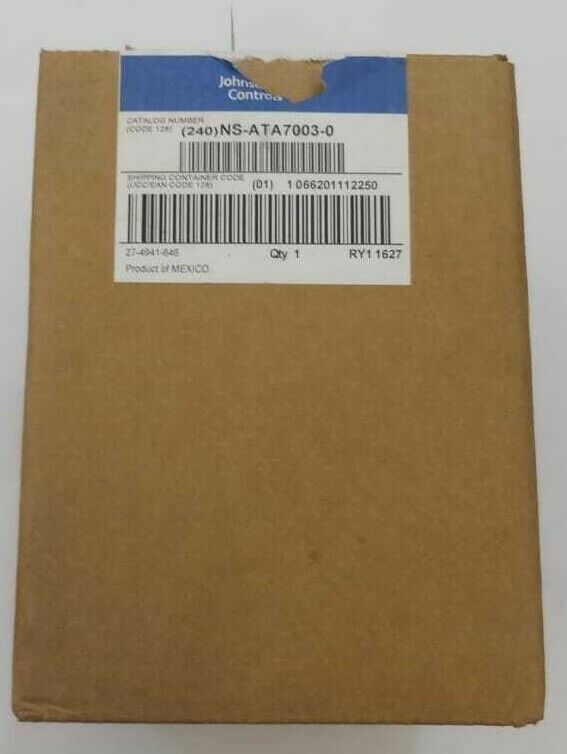 Johns
Controls
CATALOG NUMBER
(CODE 128) (240)NS-ATA7003-0
SHIPPING CONTAINER CODE
(UCC/EAN CODE 128) (01) 1 066201112250
27-4941-646 Qty 1 RY1 1627
Product of MEXICO